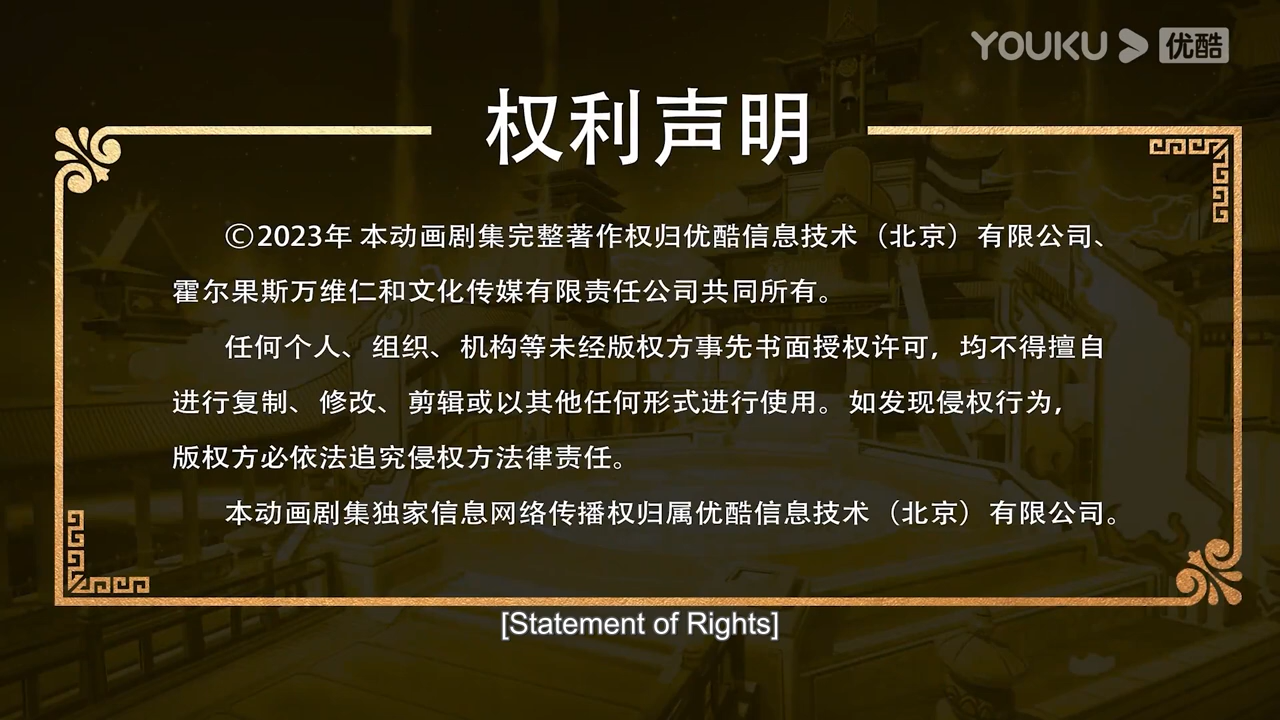 YOUKU 优酷
权利声明
©2023年 本动画剧集完整著作权归优酷信息技术（北京）有限公司、
霍尔果斯万维仁和文化传媒有限责任公司共同所有。
任何个人、组织、机构等未经版权方事先书面授权许可，均不得擅自
进行复制、修改、剪辑或以其他任何形式进行使用。如发现侵权行为，
版权方必依法追究侵权方法律责任。
本动画剧集独家信息网络传播权归属优酷信息技术（北京）有限公司。
[Statement of Rights]